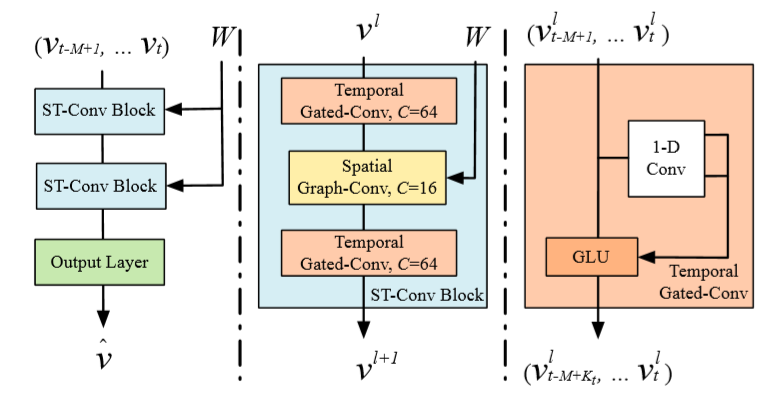 (v_{t-M+1}, ... v_t)
W
ST-Conv Block
ST-Conv Block
Output Layer
v̂
v^l
W
Temporal
Gated-Conv, C=64
Spatial
Graph-Conv, C=16
Temporal
Gated-Conv, C=64
ST-Conv Block
v^{l+1}
(v^l_{t-M+1}, ... v^l_t)
1-D
Conv
GLU
Temporal
Gated-Conv
(v^l_{t-M+K_t}, ... v^l_t)